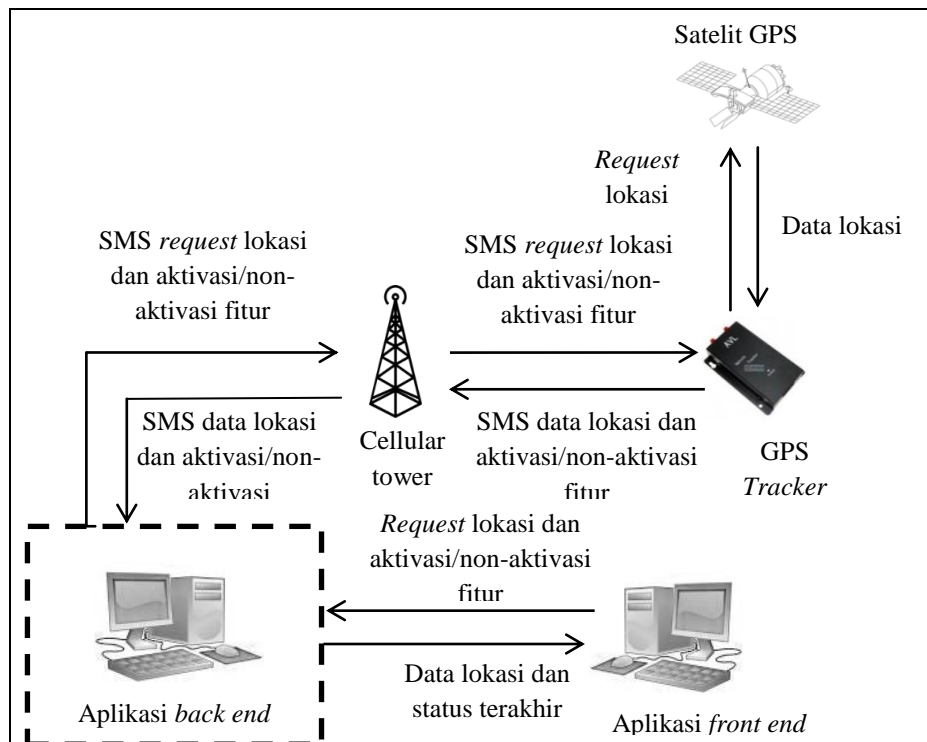 Satelit GPS
Request
lokasi
Data lokasi
SMS request lokasi
dan aktivasi/non-
aktivasi fitur
SMS request lokasi
dan aktivasi/non-
aktivasi fitur
AVL
SMS data lokasi
dan aktivasi/non-
aktivasi
Cellular
tower
SMS data lokasi dan
aktivasi/non-aktivasi
fitur
GPS
Tracker
Request lokasi dan
aktivasi/non-aktivasi
fitur
Data lokasi dan
status terakhir
Aplikasi back end
Aplikasi front end